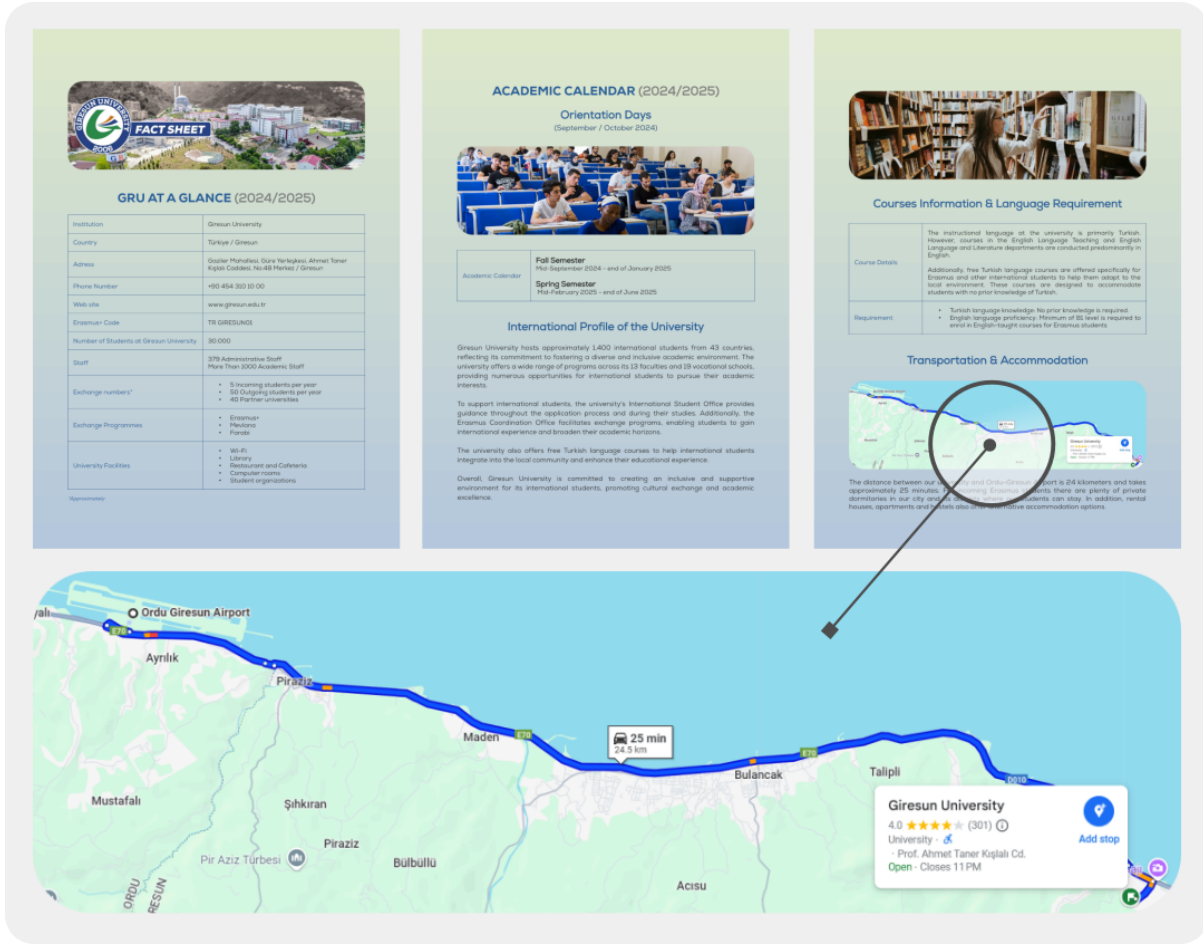 GİRESUN UNIVERSITY
2006
FACT SHEET
GRU AT A GLANCE (2024/2025)
Institution
Giresun University
Country
Türkiye / Giresun
Adress
Gaziler Mahallesi, Güre Yerleşkesi, Ahmet Taner
Kışlalı Caddesi, No:48 Merkez / Giresun
Phone Number
+90 454 310 10 00
Web site
www.giresun.edu.tr
Erasmus+ Code
TR GIRESUN01
Number of Students at Giresun University
30.000
Staff
379 Administrative Staff
More Than 1000 Academic Staff
Exchange numbers*
• 5 Incoming students per year
• 50 Outgoing students per year
• 40 Partner universities
Exchange Programmes
• Erasmus+
• Mevlana
• Farabi
University Facilities
• Wi-Fi
• Library
• Restaurant and Cafeteria
• Computer rooms
• Student organizations
ACADEMIC CALENDAR (2024/2025)
Orientation Days
(September / October 2024)
Academic Calendar
Fall Semester
Mid-September 2024 - end of January 2025
Spring Semester
Mid-February 2025 - end of June 2025
International Profile of the University
Giresun University hosts approximately 1,400 international students from 43 countries,
reflecting its commitment to fostering a diverse and inclusive academic environment. The
university offers a wide range of programs across its 13 faculties and 19 vocational schools,
providing numerous opportunities for international students to pursue their academic
interests.
To support international students, the university's International Student Office provides
guidance throughout the application process and during their studies. Additionally, the
Erasmus Coordination Office facilitates exchange programs, enabling students to gain
international experience and broaden their academic horizons.
The university also offers free Turkish language courses to help international students
integrate into the local community and enhance their educational experience.
Overall, Giresun University is committed to creating an inclusive and supportive
environment for its international students, promoting cultural exchange and academic
excellence.
Courses Information & Language Requirement
Course Details
The instructional language at the university is primarily Turkish.
However, courses in the English Language Teaching and English
Language and Literature departments are conducted predominantly in
English.
Additionally, free Turkish language courses are offered specifically for
Erasmus and other international students to help them adapt to the
local environment. These courses are designed to accommodate
students with no prior knowledge of Turkish.
Requirement
• Turkish language knowledge: No prior knowledge is required
• English language proficiency: Minimum of B1 level is required to
enrol in English-taught courses for Erasmus students
Transportation & Accommodation
Giresun University
The distance between our university and Ordu-Giresun Airport is 24 kilometers and takes
approximately 25 minutes. For incoming Erasmus students there are plenty of private
dormitories in our city and where students can stay. In addition, rental
houses, apartments and hostels also alternative accommodation options.
Ordu Giresun Airport
yalı
E70
Ayrılık
Piraziz
Maden
E70
25 min
24.5 km
Bulancak
E70
Talipli
D010
Mustafalı
Şıhkıran
Piraziz
Pir Aziz Türbesi
Bülbüllü
Acısu
ORDU
RESUN
Giresun University
4.0 (301)
Add stop
University ·
· Prof. Ahmet Taner Kışlalı Cd.
Open · Closes 11 PM